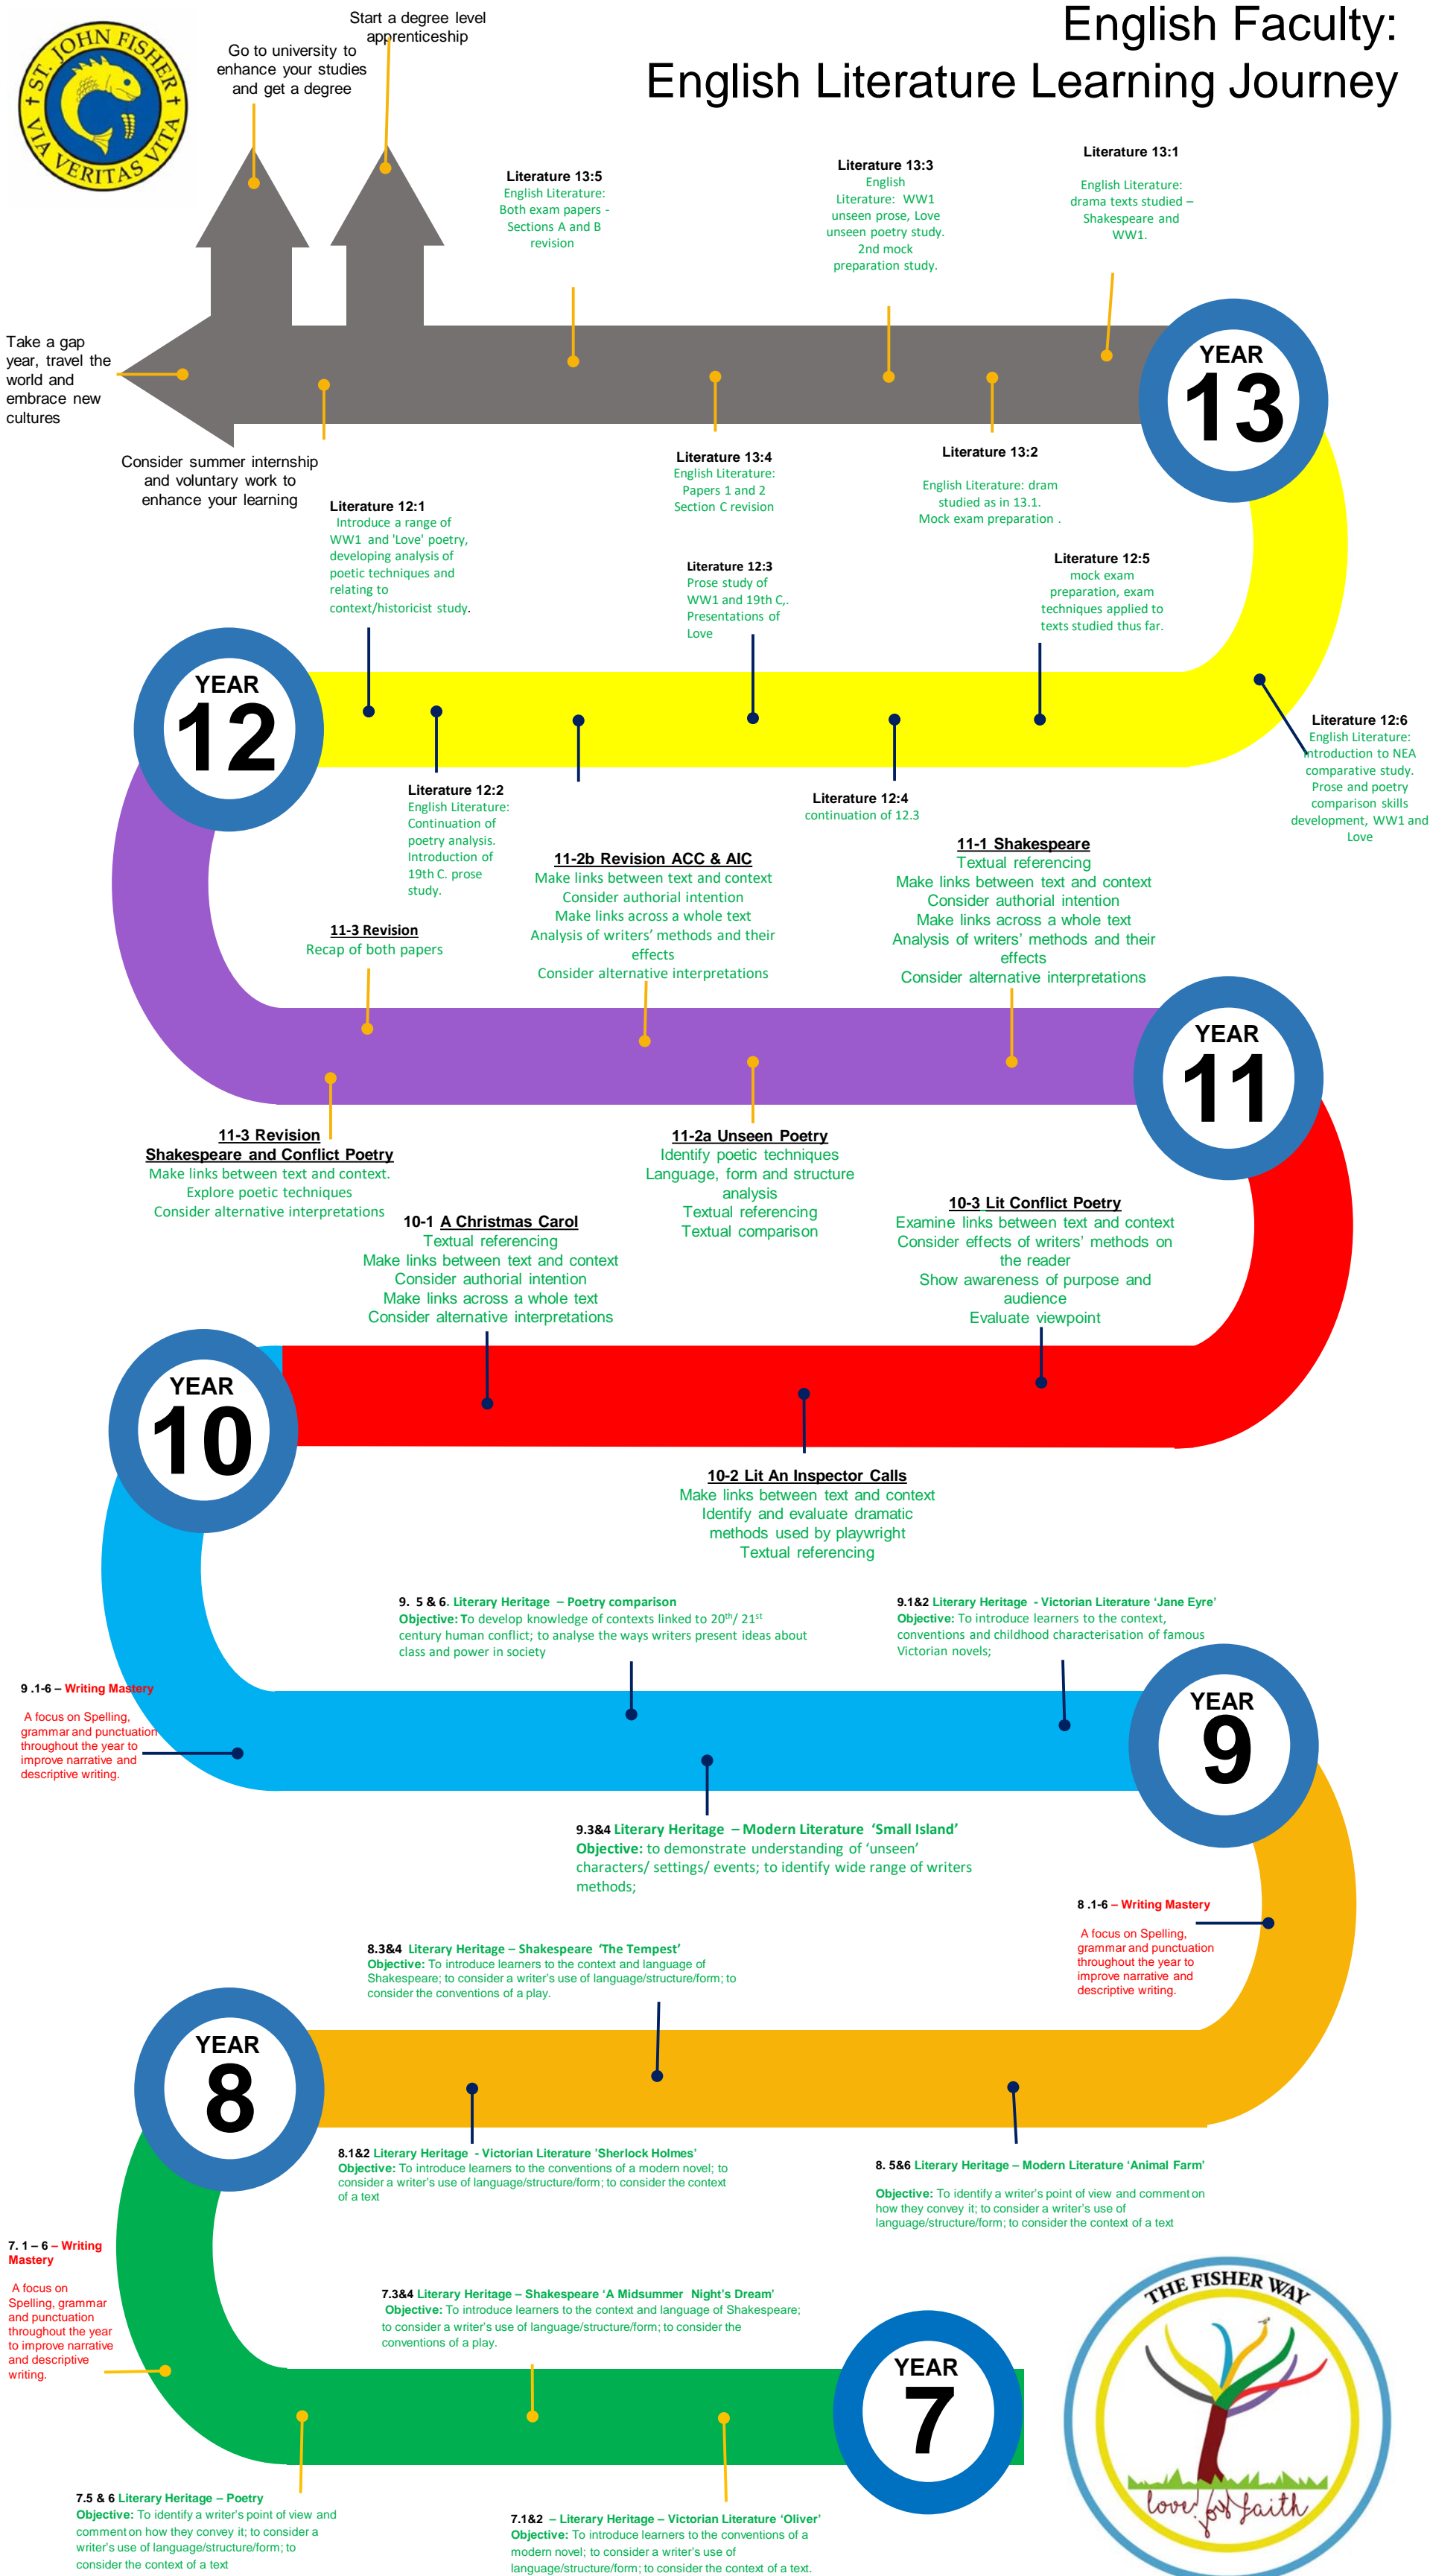 English Faculty:
English Literature Learning Journey
ST. JOHN FISHER
VIA VERITAS VITA
Start a degree level
apprenticeship
Go to university to
enhance your studies
and get a degree
Take a gap
year, travel the
world and
embrace new
cultures
Consider summer internship
and voluntary work to
enhance your learning
Literature 13:5
English Literature:
Both exam papers -
Sections A and B
revision
Literature 13:3
English
Literature: WW1
unseen prose, Love
unseen poetry study.
2nd mock
preparation study.
Literature 13:1
English Literature:
drama texts studied –
Shakespeare and
WW1.
YEAR
13
Literature 13:4
English Literature:
Papers 1 and 2
Section C revision
Literature 13:2
English Literature: dram
studied as in 13.1.
Mock exam preparation .
Literature 12:1
Introduce a range of
WW1 and 'Love' poetry,
developing analysis of
poetic techniques and
relating to
context/historicist study.
Literature 12:3
Prose study of
WW1 and 19th C,.
Presentations of
Love
Literature 12:5
mock exam
preparation, exam
techniques applied to
texts studied thus far.
YEAR
12
Literature 12:6
English Literature:
Introduction to NEA
comparative study.
Prose and poetry
comparison skills
development, WW1 and
Love
Literature 12:2
English Literature:
Continuation of
poetry analysis.
Introduction of
19th C. prose
study.
Literature 12:4
continuation of 12.3
11-3 Revision
Recap of both papers
11-2b Revision ACC & AIC
Make links between text and context
Consider authorial intention
Make links across a whole text
Analysis of writers’ methods and their
effects
Consider alternative interpretations
11-1 Shakespeare
Textual referencing
Make links between text and context
Consider authorial intention
Make links across a whole text
Analysis of writers’ methods and their
effects
Consider alternative interpretations
YEAR
11
11-3 Revision
Shakespeare and Conflict Poetry
Make links between text and context.
Explore poetic techniques
Consider alternative interpretations
11-2a Unseen Poetry
Identify poetic techniques
Language, form and structure
analysis
Textual referencing
Textual comparison
10-1 A Christmas Carol
Textual referencing
Make links between text and context
Consider authorial intention
Make links across a whole text
Consider alternative interpretations
10-3 Lit Conflict Poetry
Examine links between text and context
Consider effects of writers’ methods on
the reader
Show awareness of purpose and
audience
Evaluate viewpoint
YEAR
10
10-2 Lit An Inspector Calls
Make links between text and context
Identify and evaluate dramatic
methods used by playwright
Textual referencing
9. 5 & 6. Literary Heritage – Poetry comparison
Objective: To develop knowledge of contexts linked to 20th/ 21st
century human conflict; to analyse the ways writers present ideas about
class and power in society
9.1&2 Literary Heritage - Victorian Literature ‘Jane Eyre’
Objective: To introduce learners to the context,
conventions and childhood characterisation of famous
Victorian novels;
9 .1-6 – Writing Mastery
A focus on Spelling,
grammar and punctuation
throughout the year to
improve narrative and
descriptive writing.
YEAR
9
9.3&4 Literary Heritage – Modern Literature ‘Small Island’
Objective: to demonstrate understanding of ‘unseen’
characters/ settings/ events; to identify wide range of writers
methods;
8 .1-6 – Writing Mastery
A focus on Spelling,
grammar and punctuation
throughout the year to
improve narrative and
descriptive writing.
8.3&4 Literary Heritage – Shakespeare ‘The Tempest’
Objective: To introduce learners to the context and language of
Shakespeare; to consider a writer’s use of language/structure/form; to
consider the conventions of a play.
YEAR
8
8.1&2 Literary Heritage - Victorian Literature 'Sherlock Holmes’
Objective: To introduce learners to the conventions of a modern novel; to
consider a writer’s use of language/structure/form; to consider the context
of a text
8. 5&6 Literary Heritage – Modern Literature ‘Animal Farm’
Objective: To identify a writer’s point of view and comment on
how they convey it; to consider a writer’s use of
language/structure/form; to consider the context of a text
7. 1 – 6 – Writing
Mastery
A focus on
Spelling, grammar
and punctuation
throughout the year
to improve narrative
and descriptive
writing.
7.3&4 Literary Heritage – Shakespeare ‘A Midsummer Night’s Dream’
Objective: To introduce learners to the context and language of Shakespeare;
to consider a writer’s use of language/structure/form; to consider the
conventions of a play.
YEAR
7
THE FISHER WAY
love for faith
7.5 & 6 Literary Heritage – Poetry
Objective: To identify a writer’s point of view and
comment on how they convey it; to consider a
writer’s use of language/structure/form; to
consider the context of a text
7.1&2 – Literary Heritage – Victorian Literature ‘Oliver’
Objective: To introduce learners to the conventions of a
modern novel; to consider a writer’s use of
language/structure/form; to consider the context of a text.